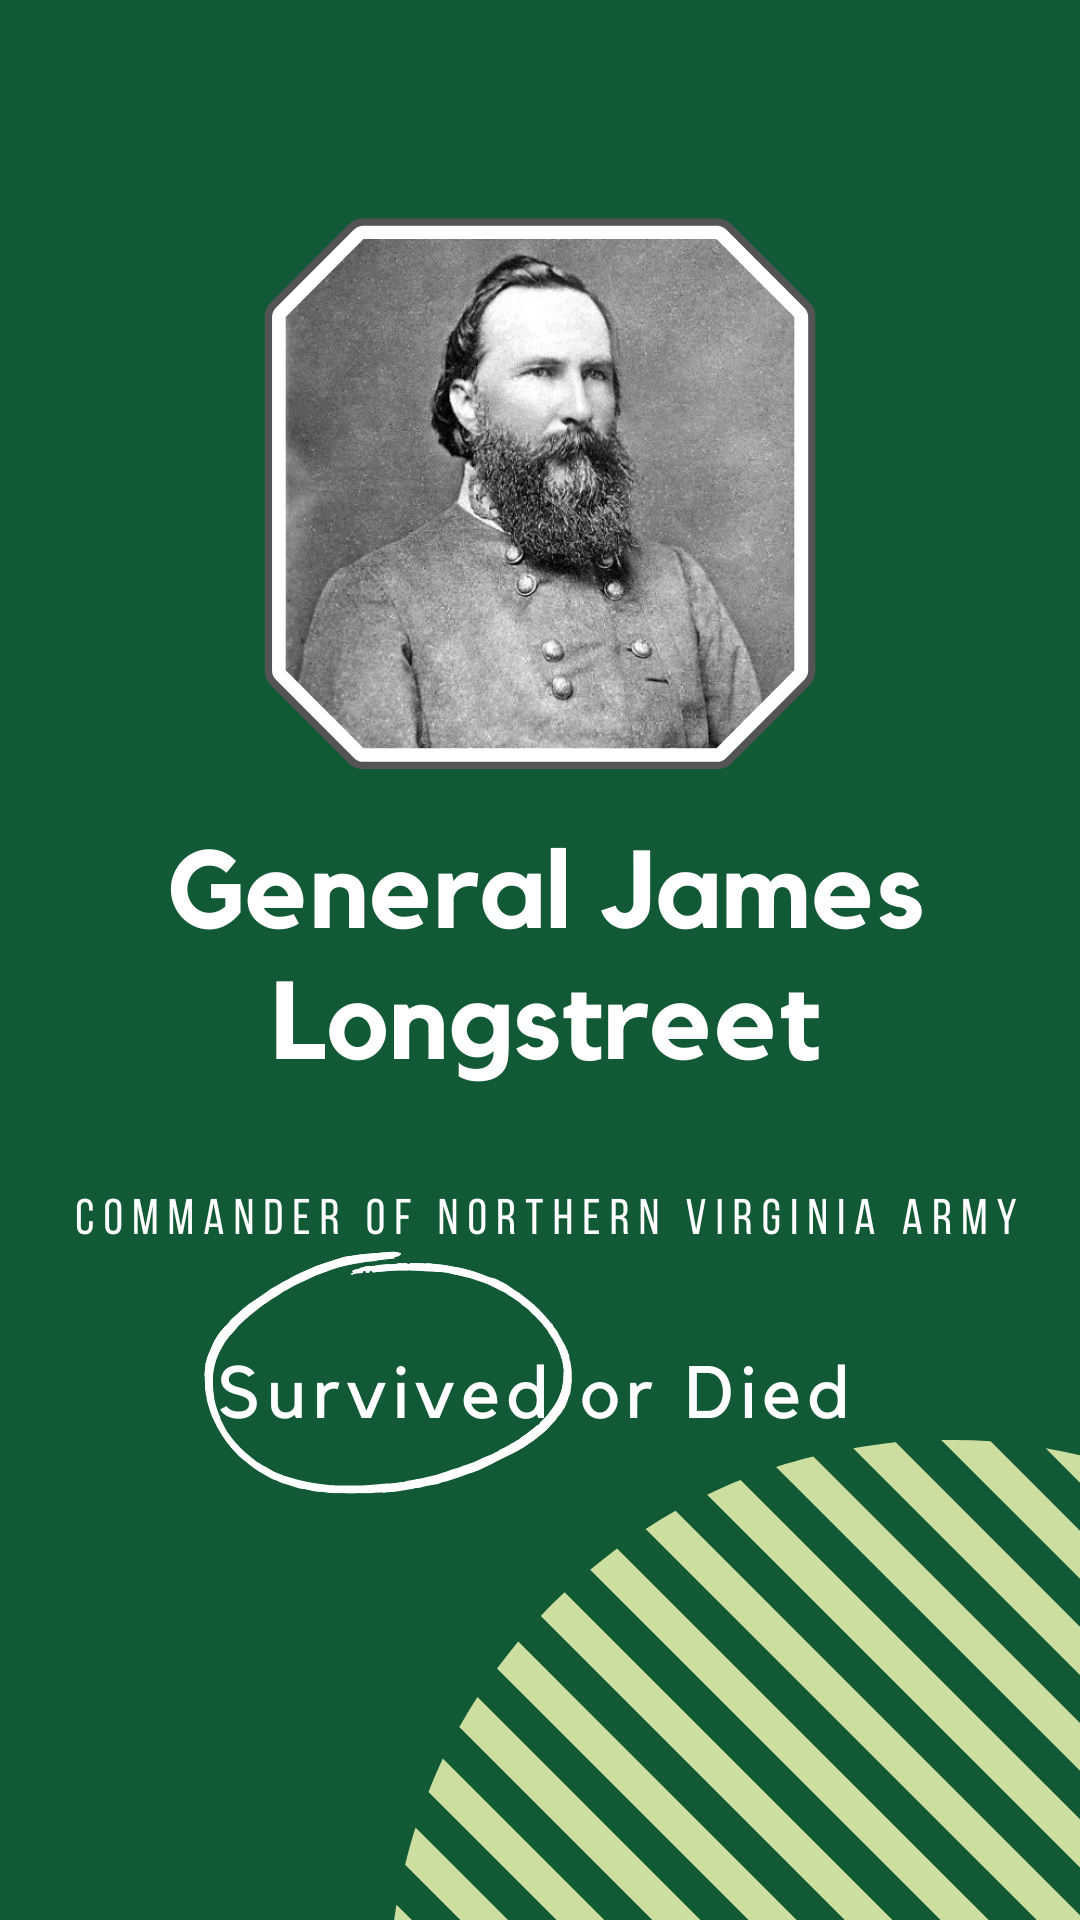 General James
Longstreet
COMMANDER OF NORTHERN VIRGINIA ARMY
Survived or Died